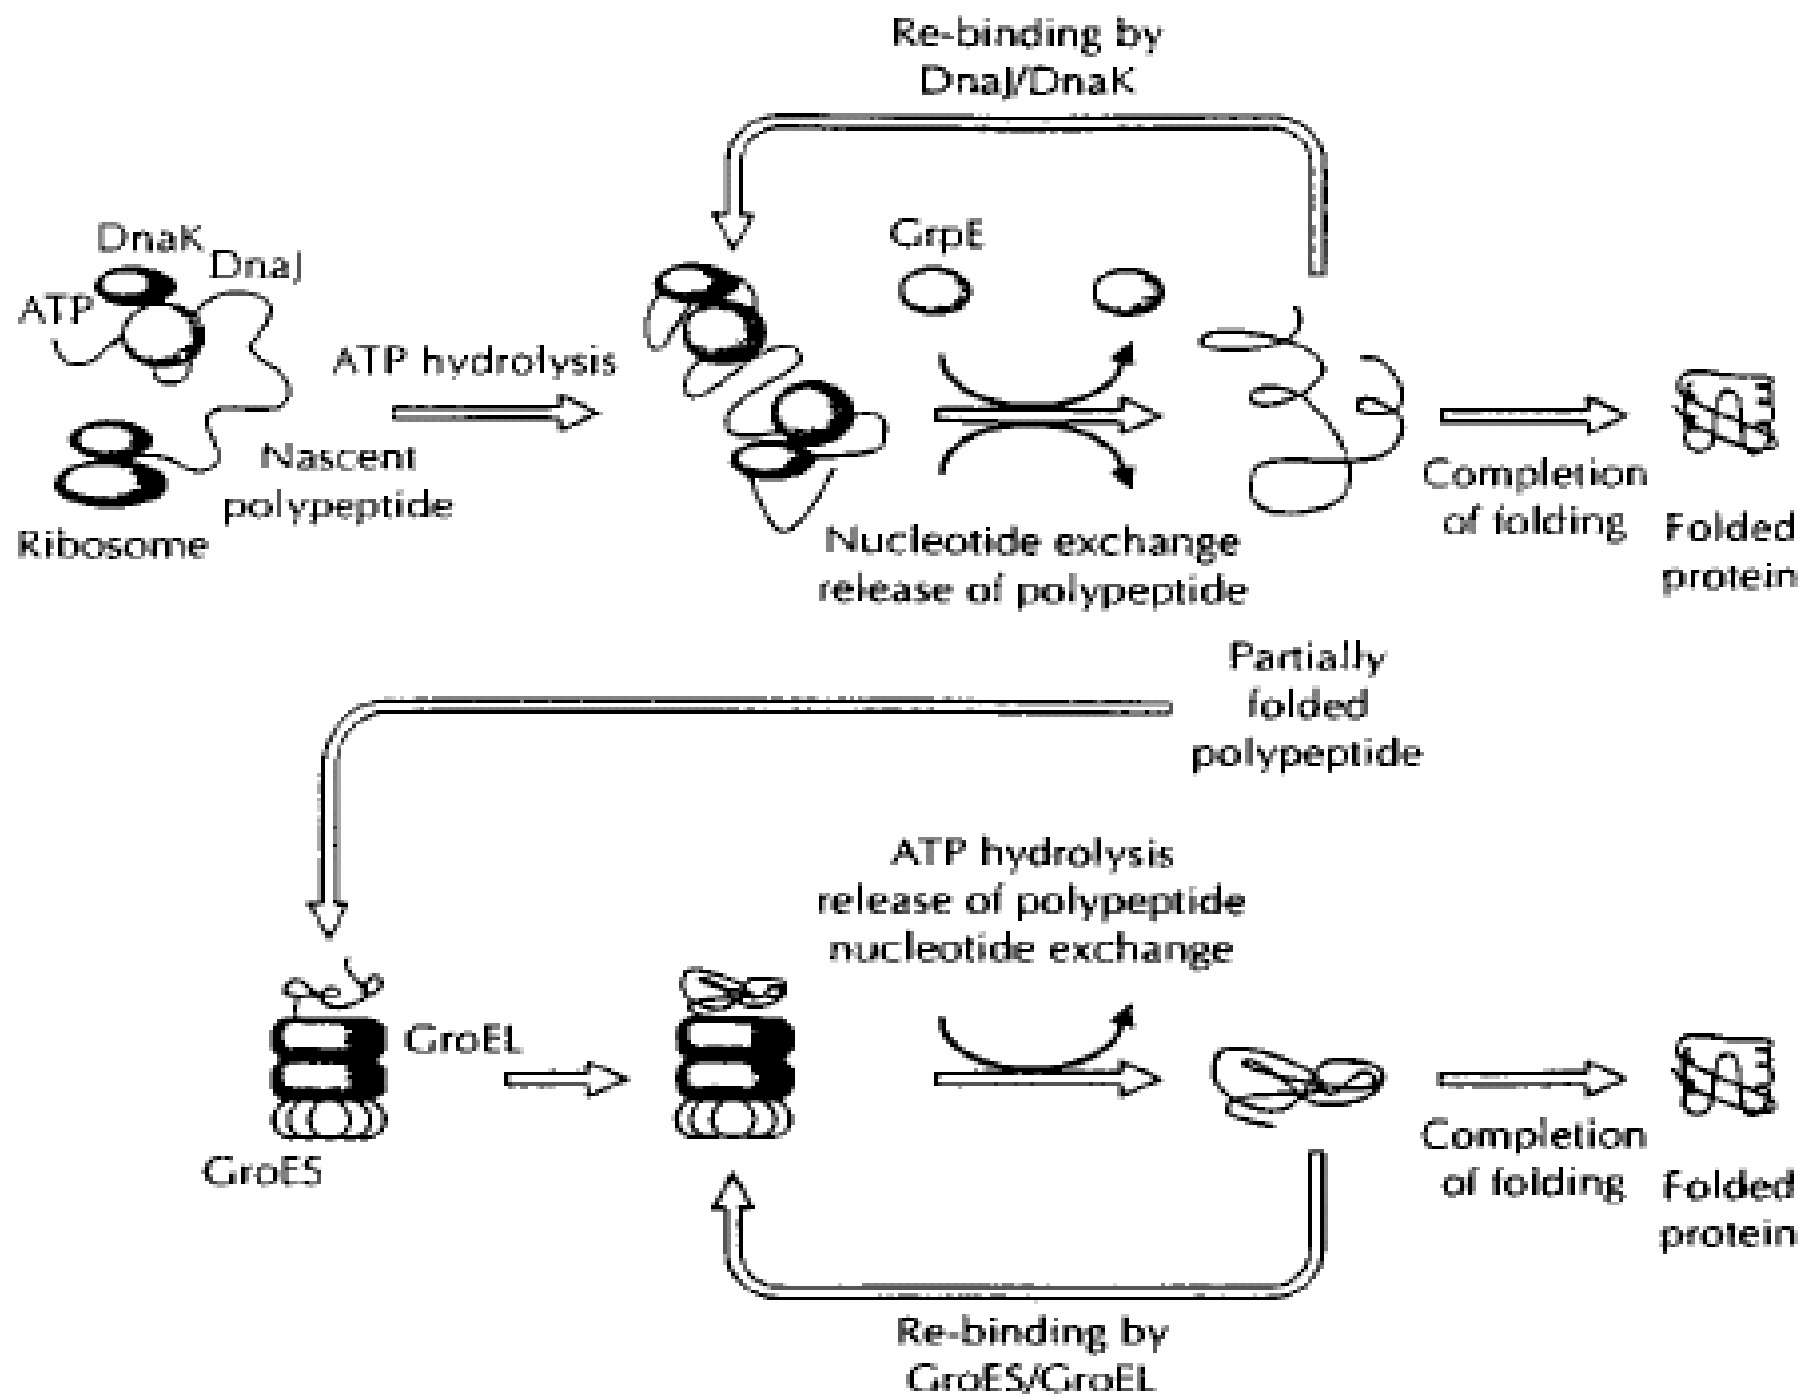 Re-binding by
DnaJ/DnaK
DnaK
DnaJ
GrpE
ATP
ATP hydrolysis
Nascent
polypeptide
Ribosome
Nucleotide exchange
release of polypeptide
Completion
of folding
Folded
protein
Partially
folded
polypeptide
ATP hydrolysis
release of polypeptide
nucleotide exchange
GroEL
GroES
Completion
of folding
Folded
protein
Re-binding by
GroES/GroEL